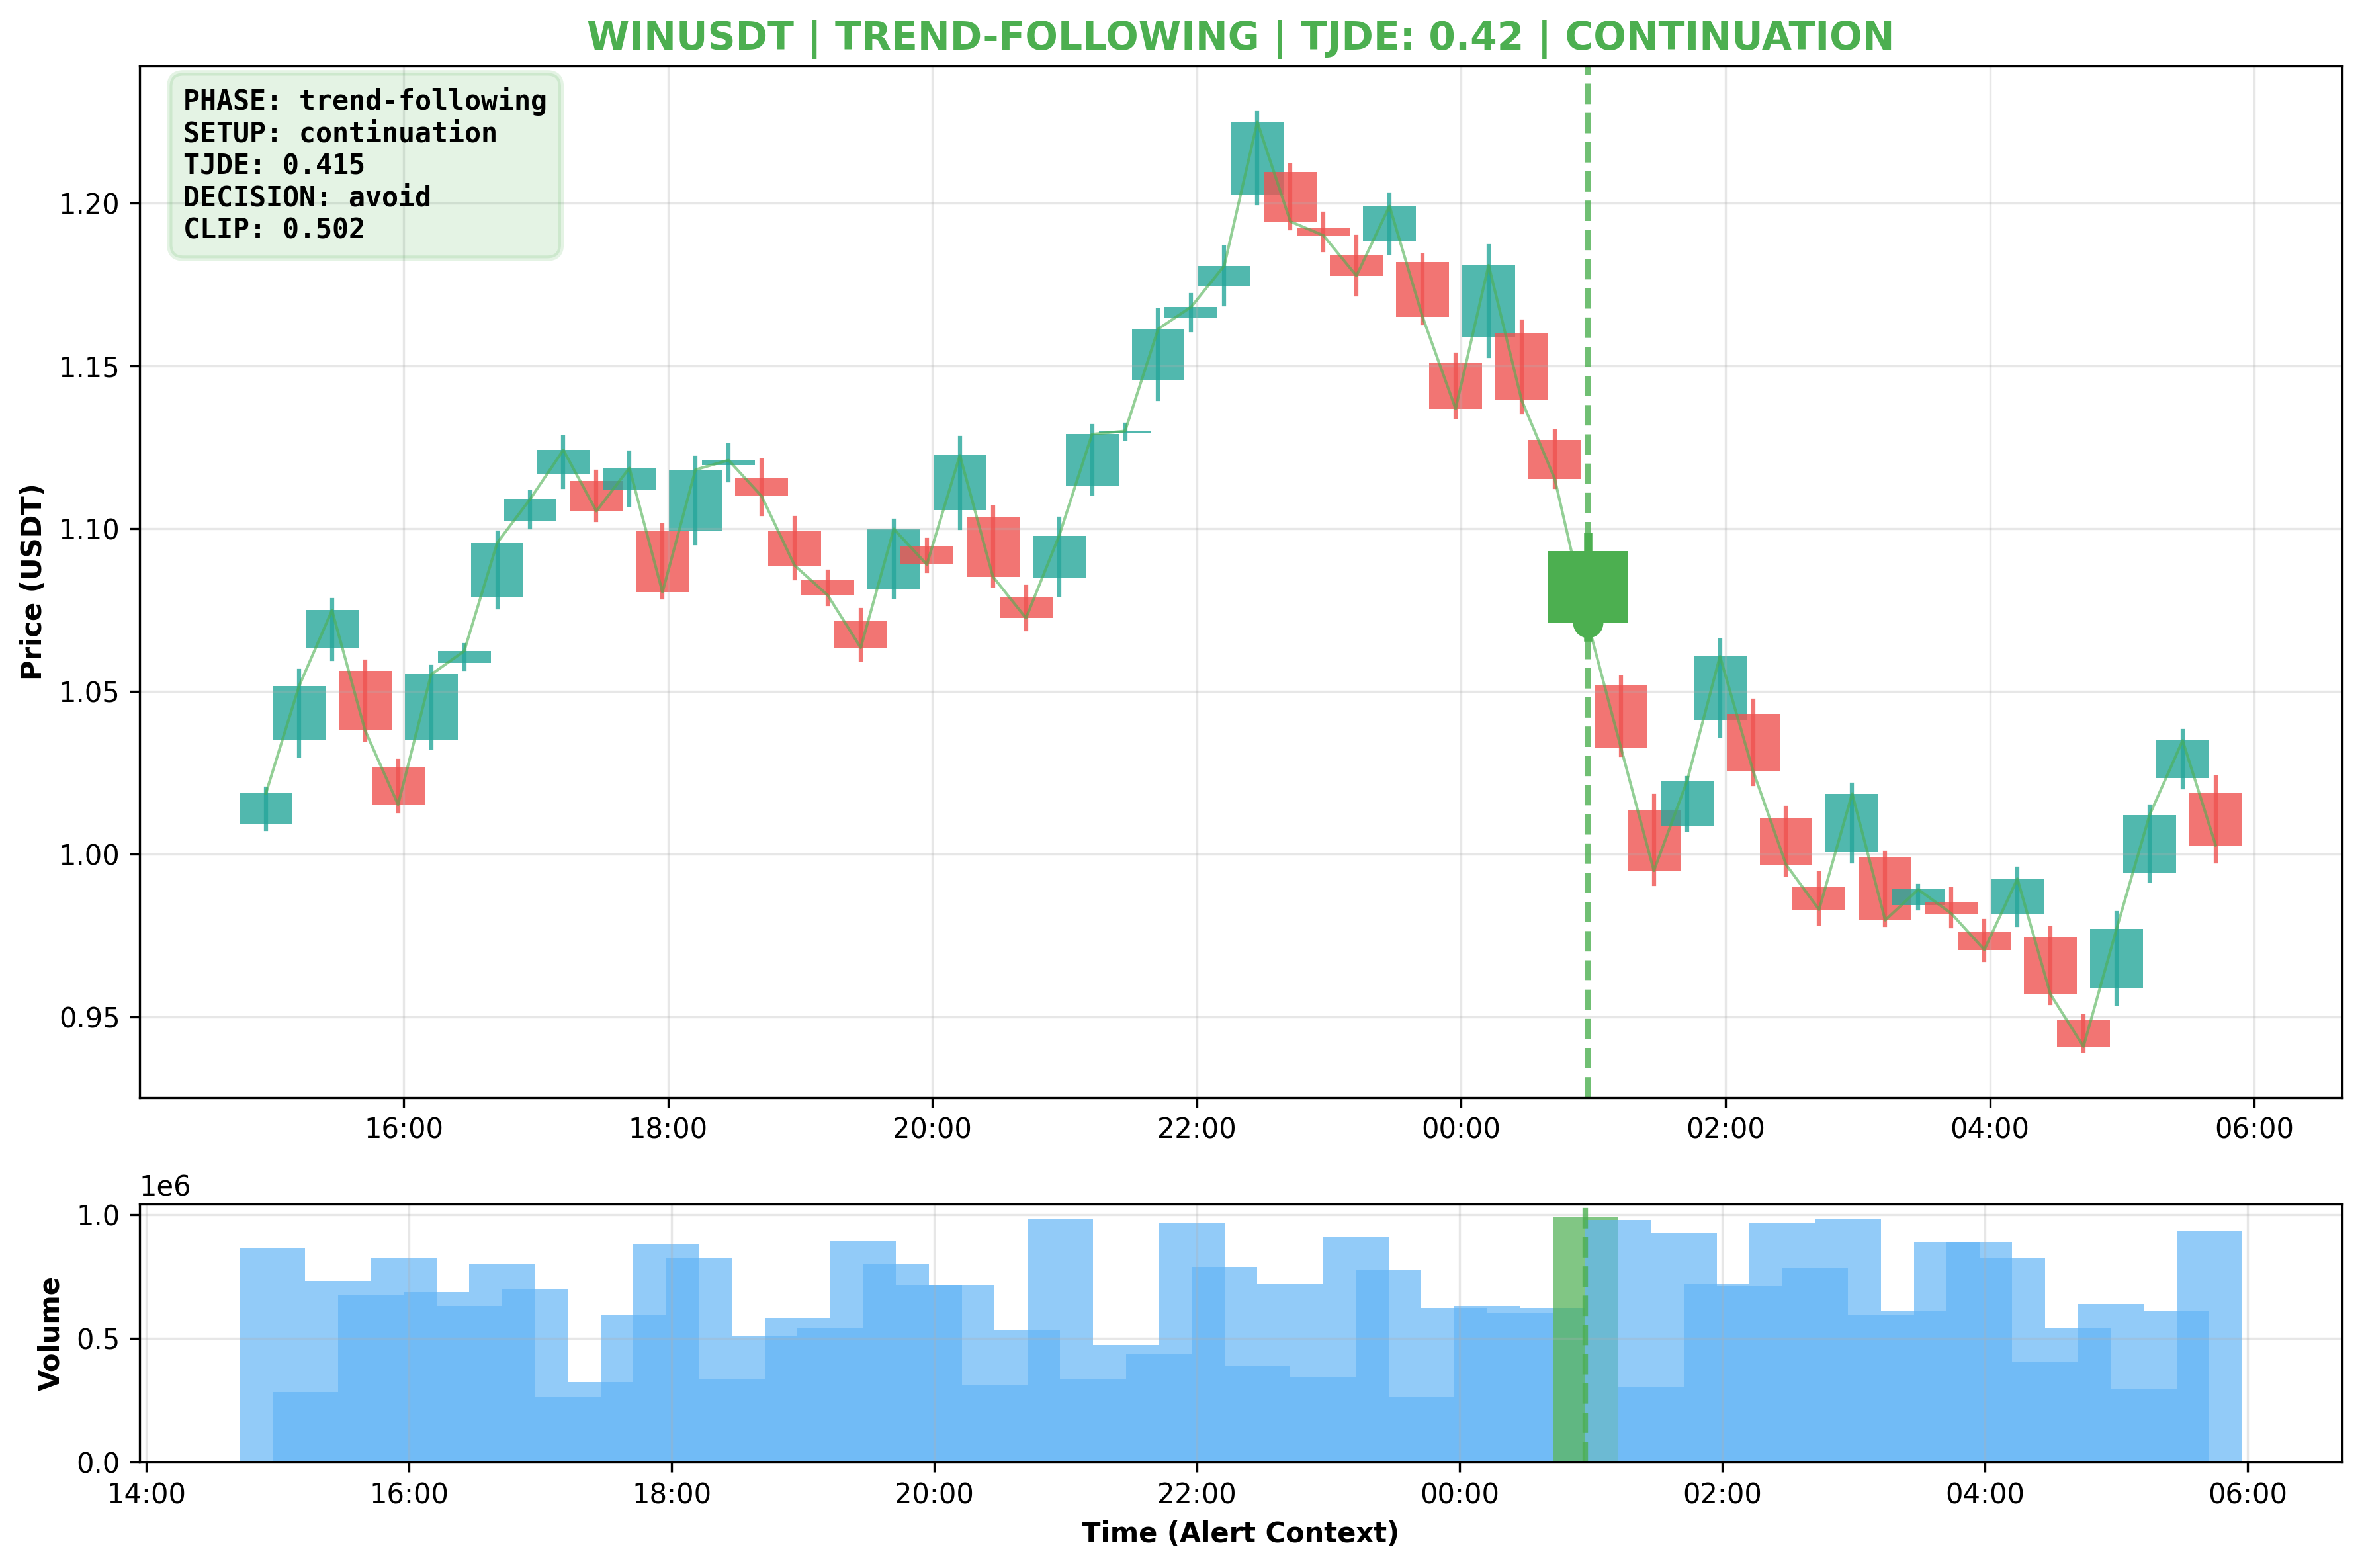 WINUSDT | TREND-FOLLOWING | TJDE: 0.42 | CONTINUATION
PHASE: trend-following
SETUP: continuation
TJDE: 0.415
DECISION: avoid
CLIP: 0.502
Price (USDT)
1.20
1.15
1.10
1.05
1.00
0.95
16:00 18:00 20:00 22:00 00:00 02:00 04:00 06:00
1e6
Volume
1.0
0.5
0.0
14:00 16:00 18:00 20:00 22:00 00:00 02:00 04:00 06:00
Time (Alert Context)